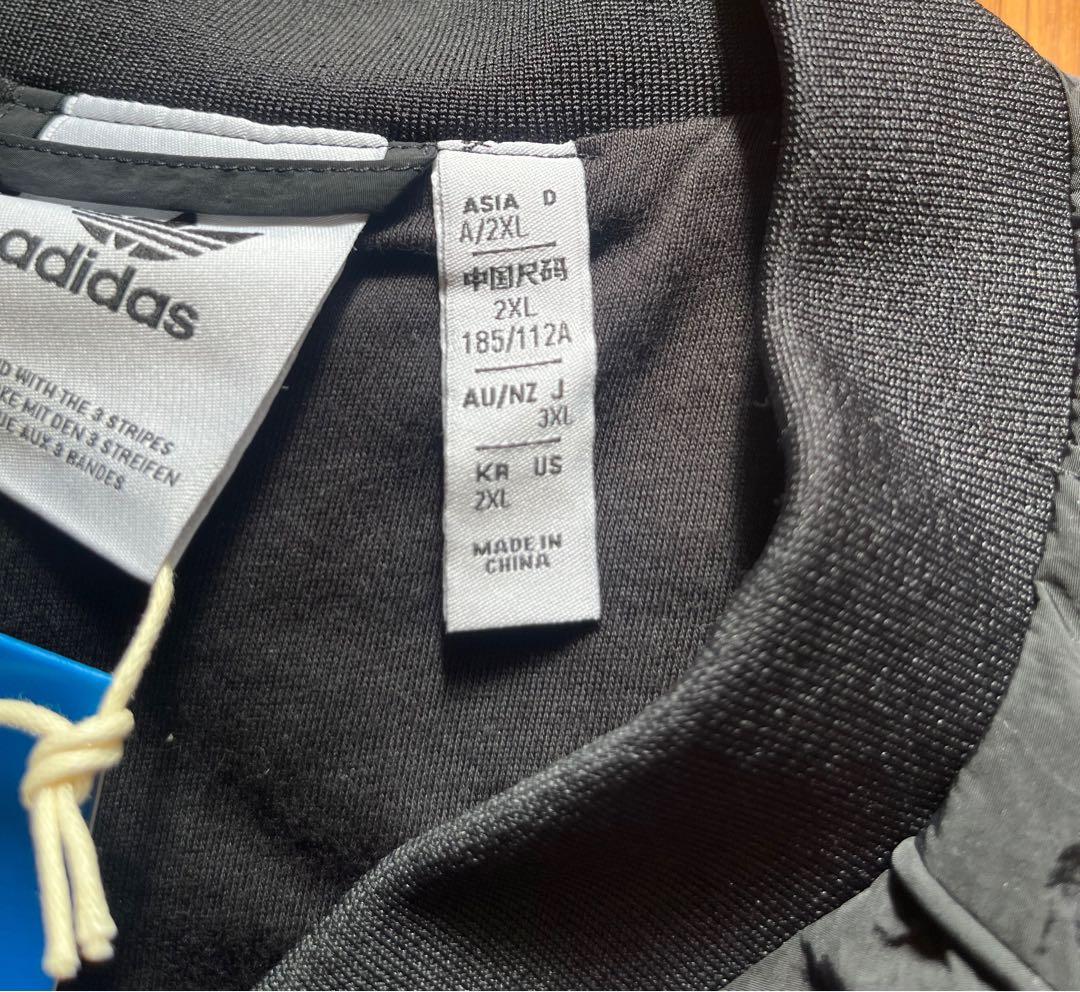 adidas
WITH THE 3 STRIPES
MIT DEN 3 STREIFEN
AUX 3 BANDES
ASIA D
A/2XL
中国尺码
2XL
185/112A
AU/NZ J
3XL
KR US
2XL
MADE IN
CHINA